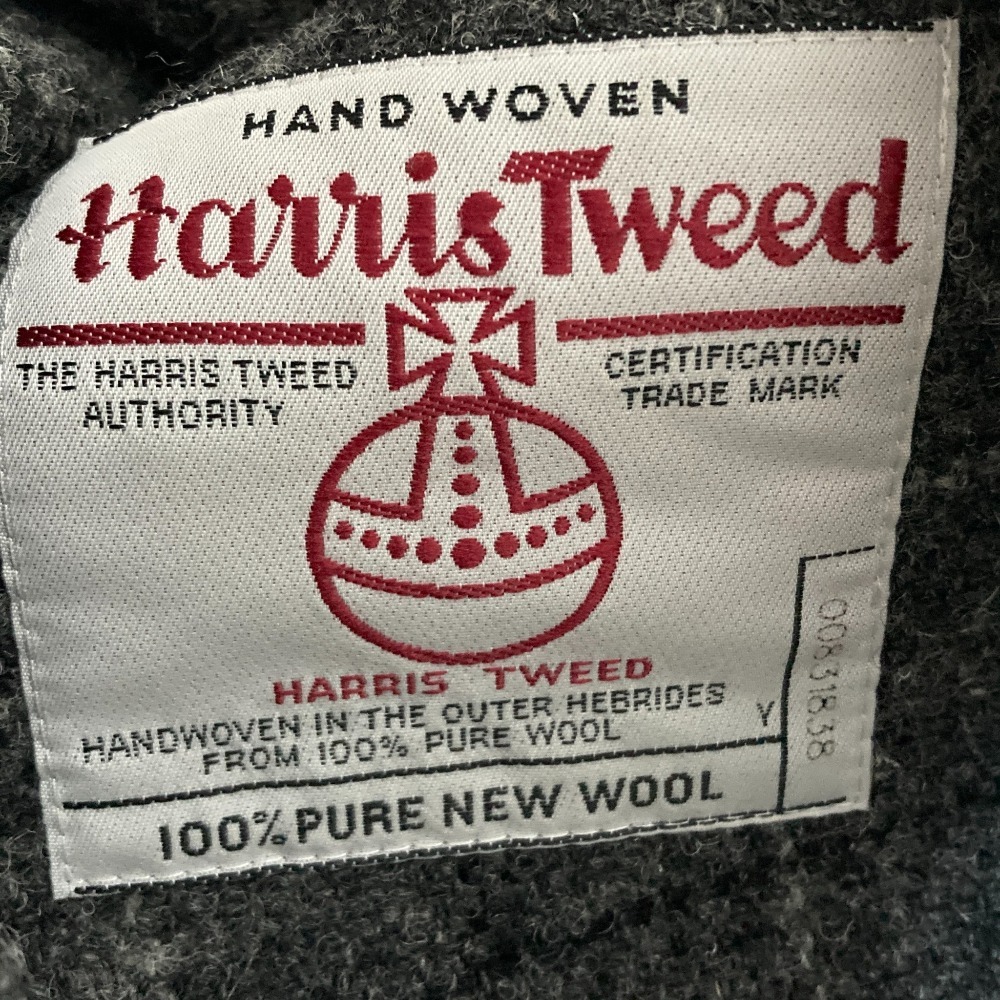 HAND WOVEN
Harris Tweed
THE HARRIS TWEED
AUTHORITY
CERTIFICATION
TRADE MARK
HARRIS TWEED
HANDWOVEN IN THE OUTER HEBRIDES
FROM 100% PURE WOOL
Y
00831838
100% PURE NEW WOOL